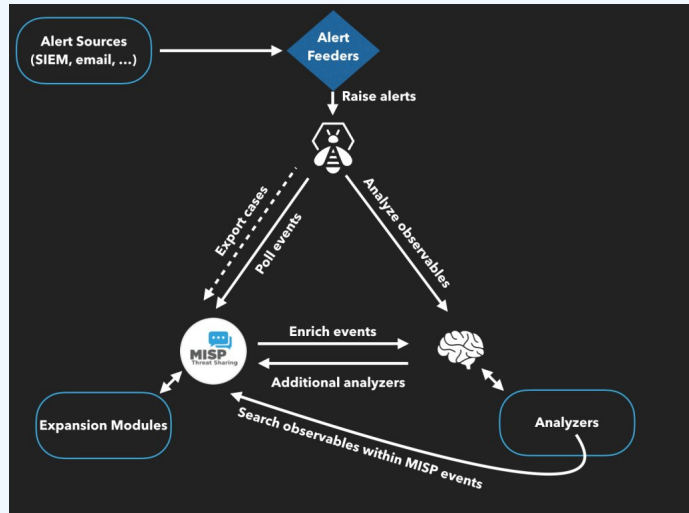 Alert Sources
(SIEM, email, ...)
Alert
Feeders
Raise alerts
Export cases
Poll events
Analyze observables
MISP
Threat Sharing
Enrich events
Additional analyzers
Expansion Modules
Analyzers
Search observables within MISP events